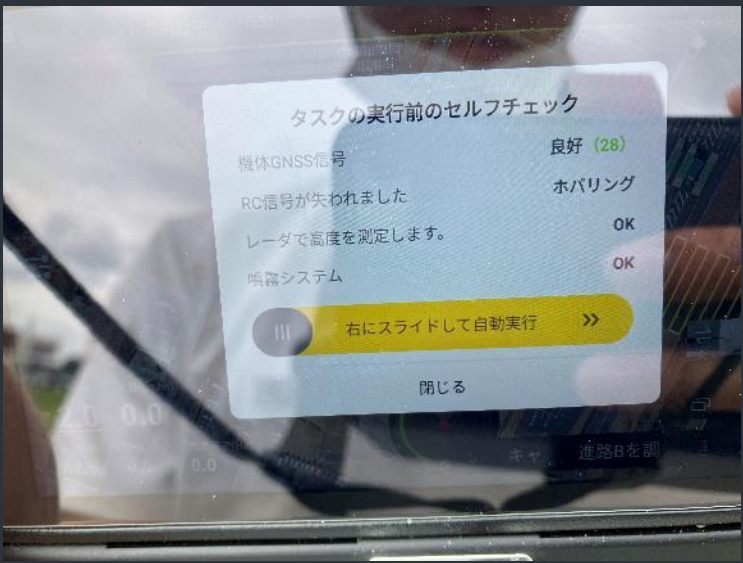 タスクの実行前のセルフチェック
機体GNSS信号 良好（28）
RC信号が失われました ホバリング
レーダで高度を測定します。 OK
噴霧システム OK
右にスライドして自動実行 »
閉じる
2.0 0.0
0.0
キャ 進路Bを調